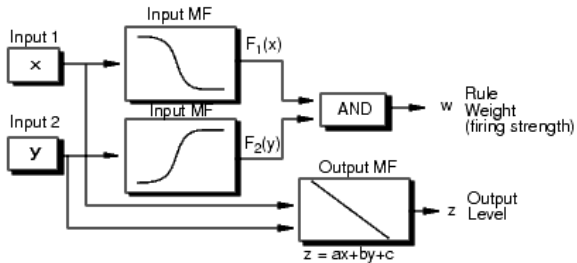 Input MF
Input 1
x
F1(x)
Input MF
Input 2
y
F2(y)
AND
w
Rule
Weight
(firing strength)
Output MF
z
Output
Level
z = ax+by+c